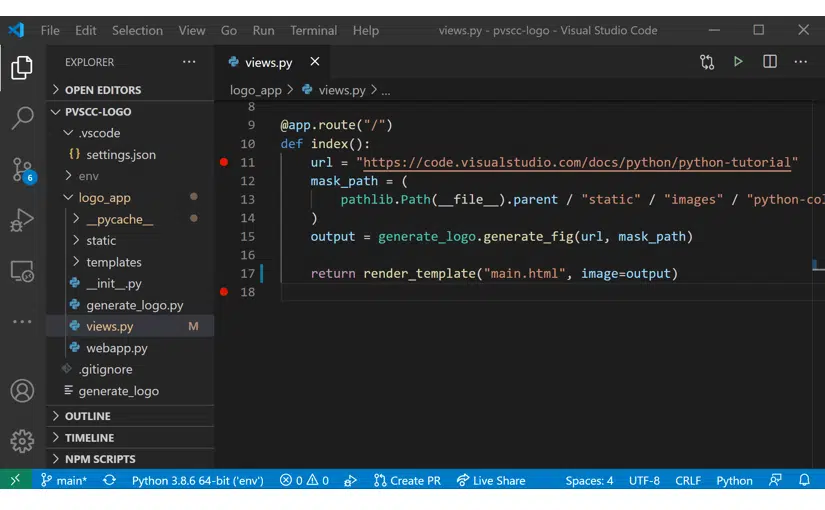 File Edit Selection View Go Run Terminal Help views.py - pvscc-logo - Visual Studio Code
EXPLORER ···
views.py
OPEN EDITORS
PVSCC-LOGO
.vscode
{} settings.json
env
logo_app
__pycache__
static
templates
__init__.py
generate_logo.py
views.py M
webapp.py
.gitignore
generate_logo
OUTLINE
TIMELINE
NPM SCRIPTS
6
logo_app > views.py > ...
8
9 @app.route("/")
10 def index():
11 url = "https://code.visualstudio.com/docs/python/python-tutorial"
12 mask_path = (
13 pathlib.Path(__file__).parent / "static" / "images" / "python-col
14 )
15 output = generate_logo.generate_fig(url, mask_path)
16
17 return render_template("main.html", image=output)
18
main* Python 3.8.6 64-bit ('env') 0 0 Create PR Live Share Spaces: 4 UTF-8 CRLF Python